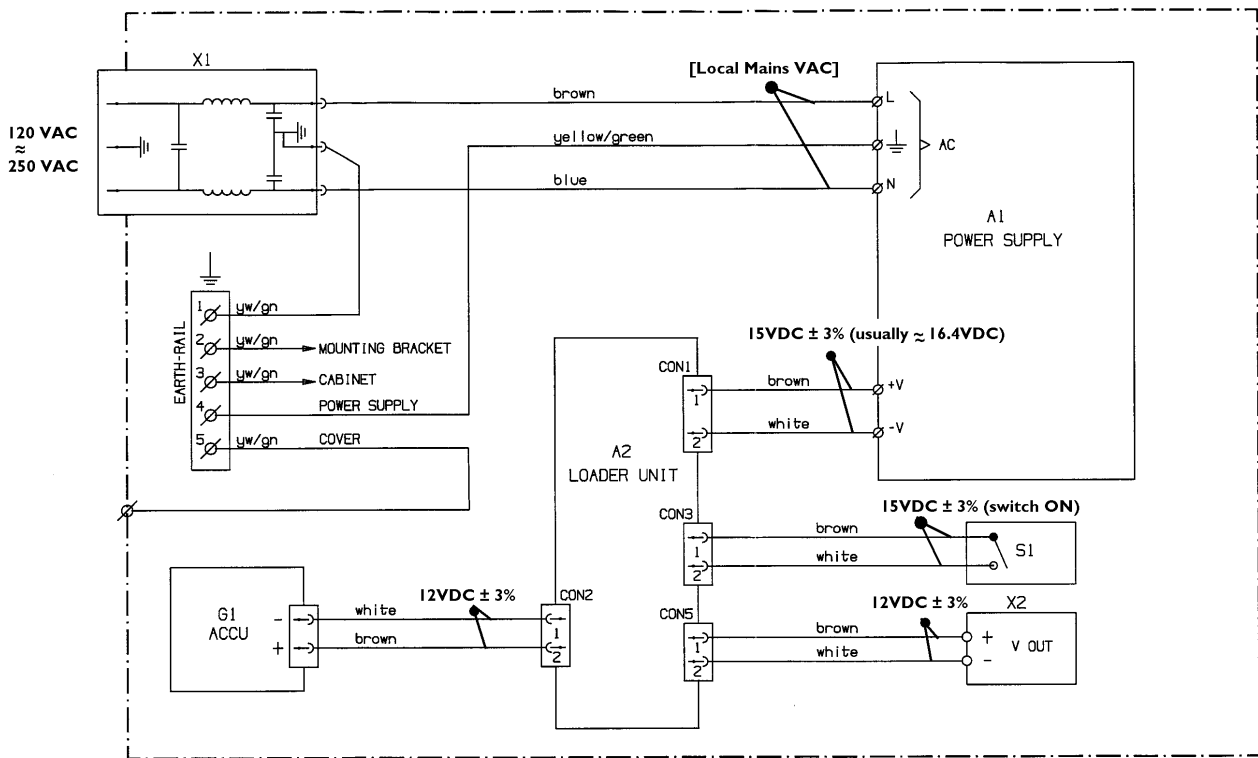 X1
[Local Mains VAC]
brown
L
120 VAC
≈
250 VAC
yellow/green
AC
blue
N
A1
POWER SUPPLY
EARTH-RAIL
1 yw/gn
2 yw/gn MOUNTING BRACKET
3 yw/gn CABINET
4 POWER SUPPLY
5 yw/gn COVER
15VDC ± 3% (usually ≈ 16.4VDC)
CON1
1 brown +V
2 white -V
A2
LOADER UNIT
15VDC ± 3% (switch ON)
CON3
1 brown
2 white
S1
G1
ACCU
12VDC ± 3%
CON2
- white 1
+ brown 2
12VDC ± 3%
X2
CON5
1 brown +
2 white -
V OUT